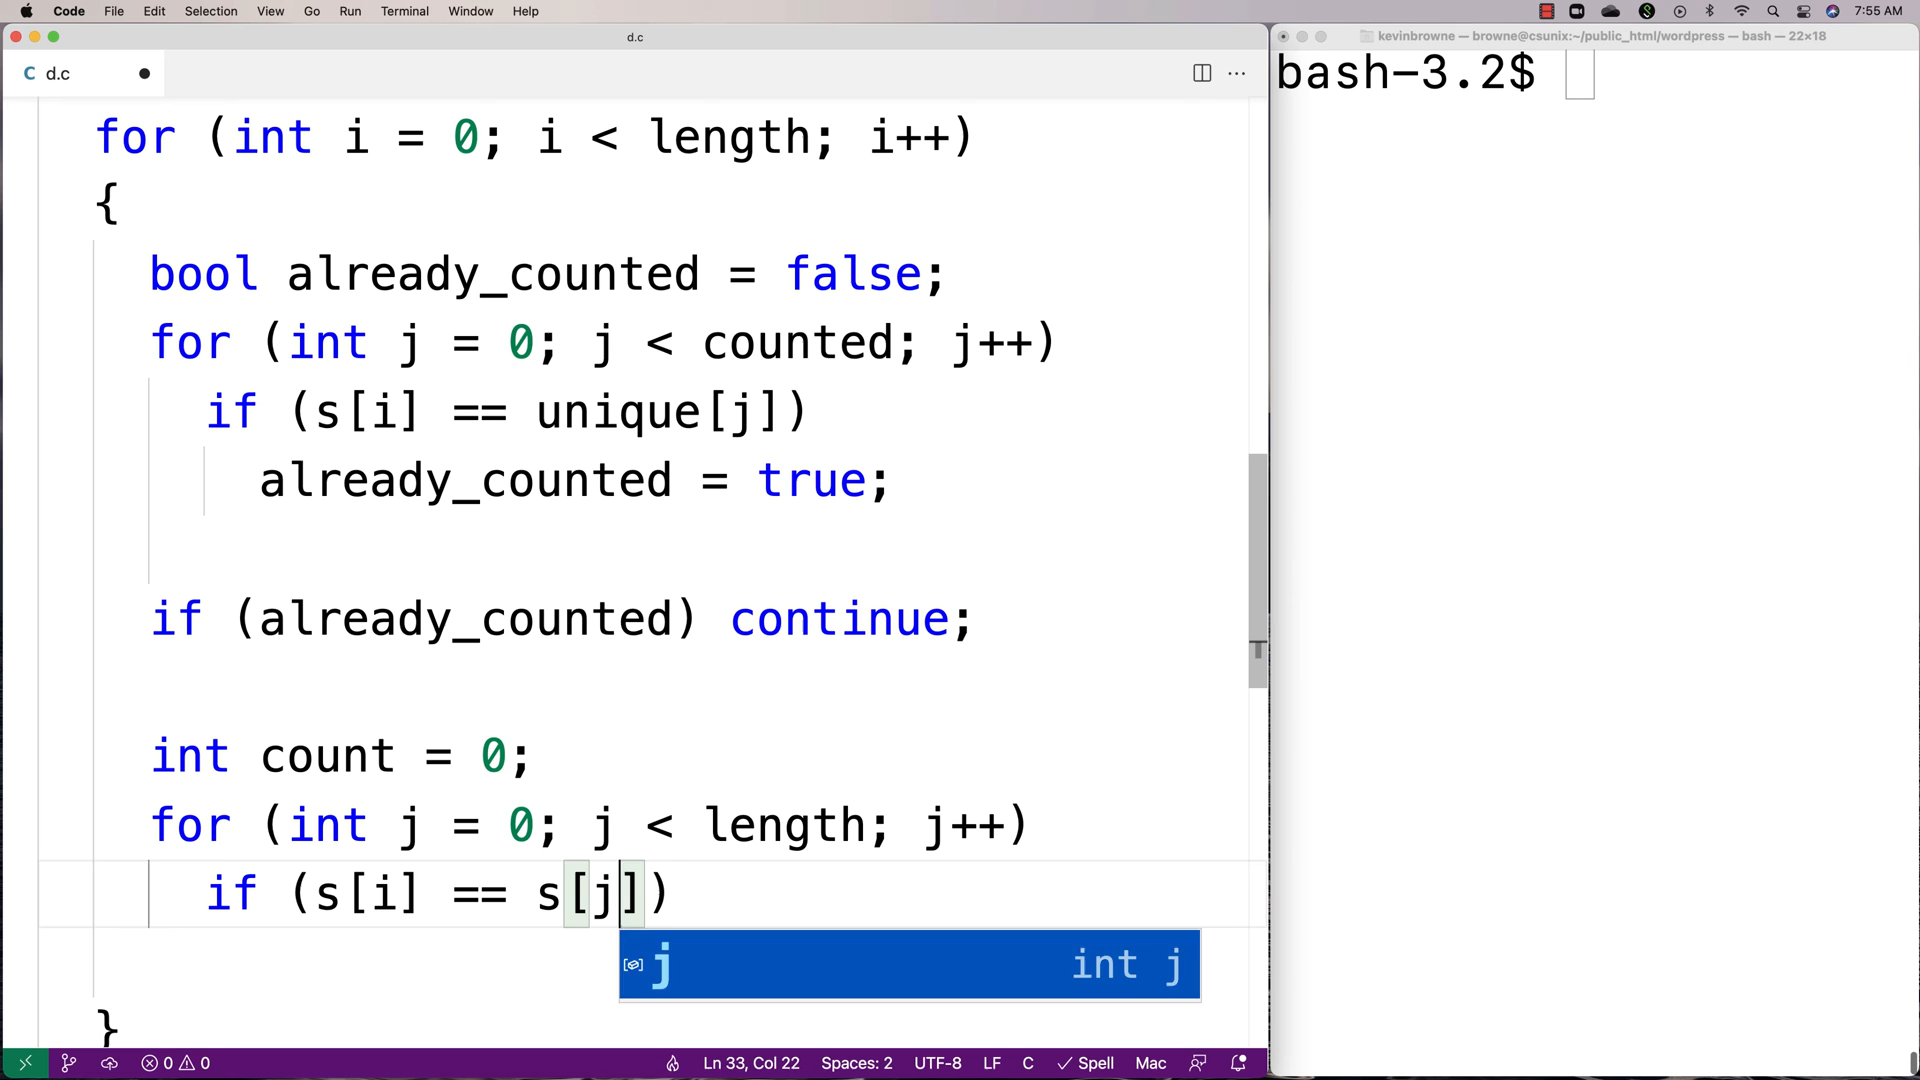 Code File Edit Selection View Go Run Terminal Window Help 7:55 AM
d.c
kevinbrowne — browne@csunix:~/public_html/wordpress — bash — 22×18
C d.c
bash-3.2$
for (int i = 0; i < length; i++)
{
bool already_counted = false;
for (int j = 0; j < counted; j++)
if (s[i] == unique[j])
already_counted = true;
if (already_counted) continue;
int count = 0;
for (int j = 0; j < length; j++)
if (s[i] == s[j])
j int j
}
0 0 Ln 33, Col 22 Spaces: 2 UTF-8 LF C Spell Mac